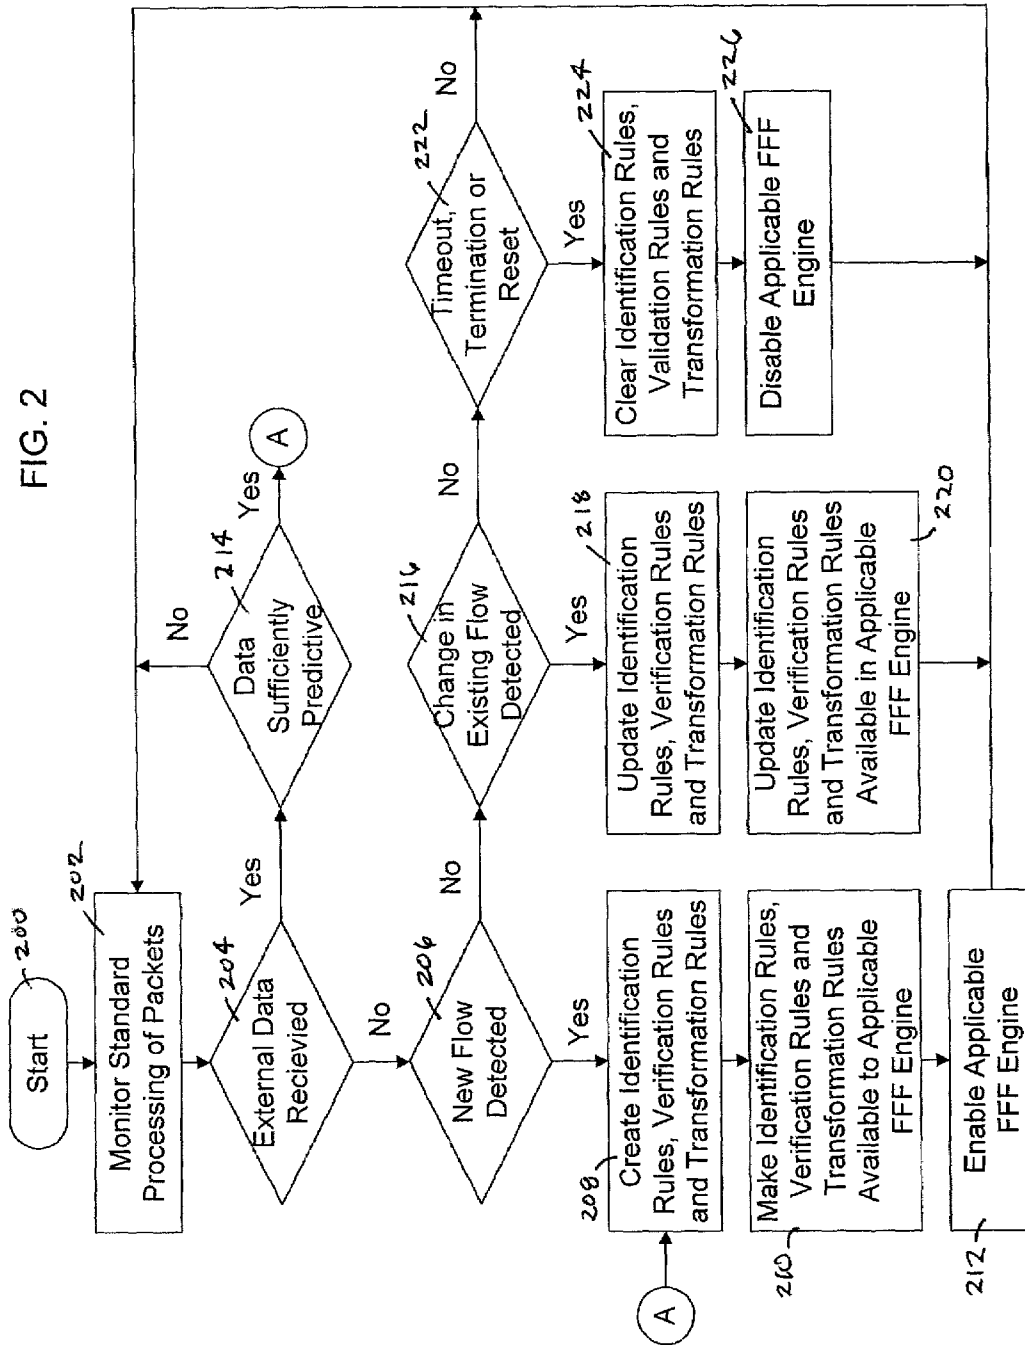 FIG. 2
Start
200
Monitor Standard
Processing of Packets
202
External Data
Recievied
204
Yes
No
Data
Sufficiently
Predictive
214
No
Yes
A
New Flow
Detected
206
No
Yes
Change in
Existing Flow
Detected
216
No
Yes
Timeout,
Termination or
Reset
222
No
Yes
A
Create Identification
Rules, Verification Rules
and Transformation Rules
208
Update Identification
Rules, Verification Rules
and Transformation Rules
218
Clear Identification Rules,
Validation Rules and
Transformation Rules
224
Make Identification Rules,
Verification Rules and
Transformation Rules
Available to Applicable
FFF Engine
210
Update Identification
Rules, Verification Rules
and Transformation Rules
Available in Applicable
FFF Engine
220
Disable Applicable FFF
Engine
226
Enable Applicable
FFF Engine
212